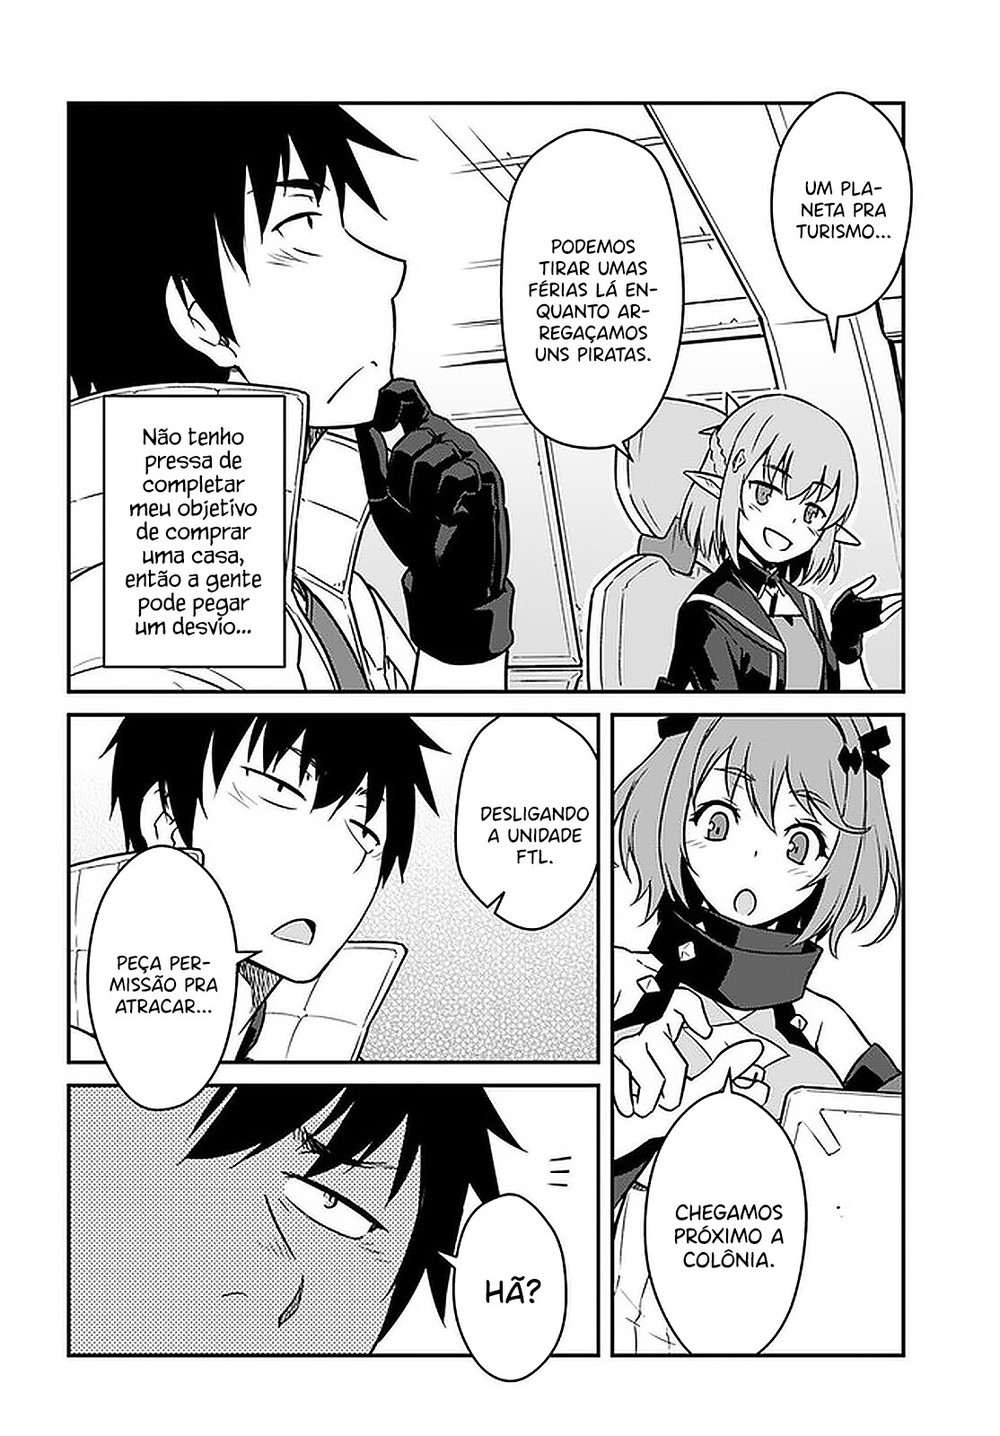 UM PLA-
NETA PRA
TURISMO...
PODEMOS
TIRAR UMAS
FÉRIAS LÁ EN-
QUANTO AR-
REGAÇAMOS
UNS PIRATAS.
Não tenho
pressa de
completar
meu objetivo
de comprar
uma casa,
então a gente
pode pegar
um desvio...
CHEGAMOS
PRÓXIMO A
COLÔNIA.
DESLIGANDO
A UNIDADE
FTL.
PEÇA PER-
MISSÃO PRA
ATRACAR...
HÃ?